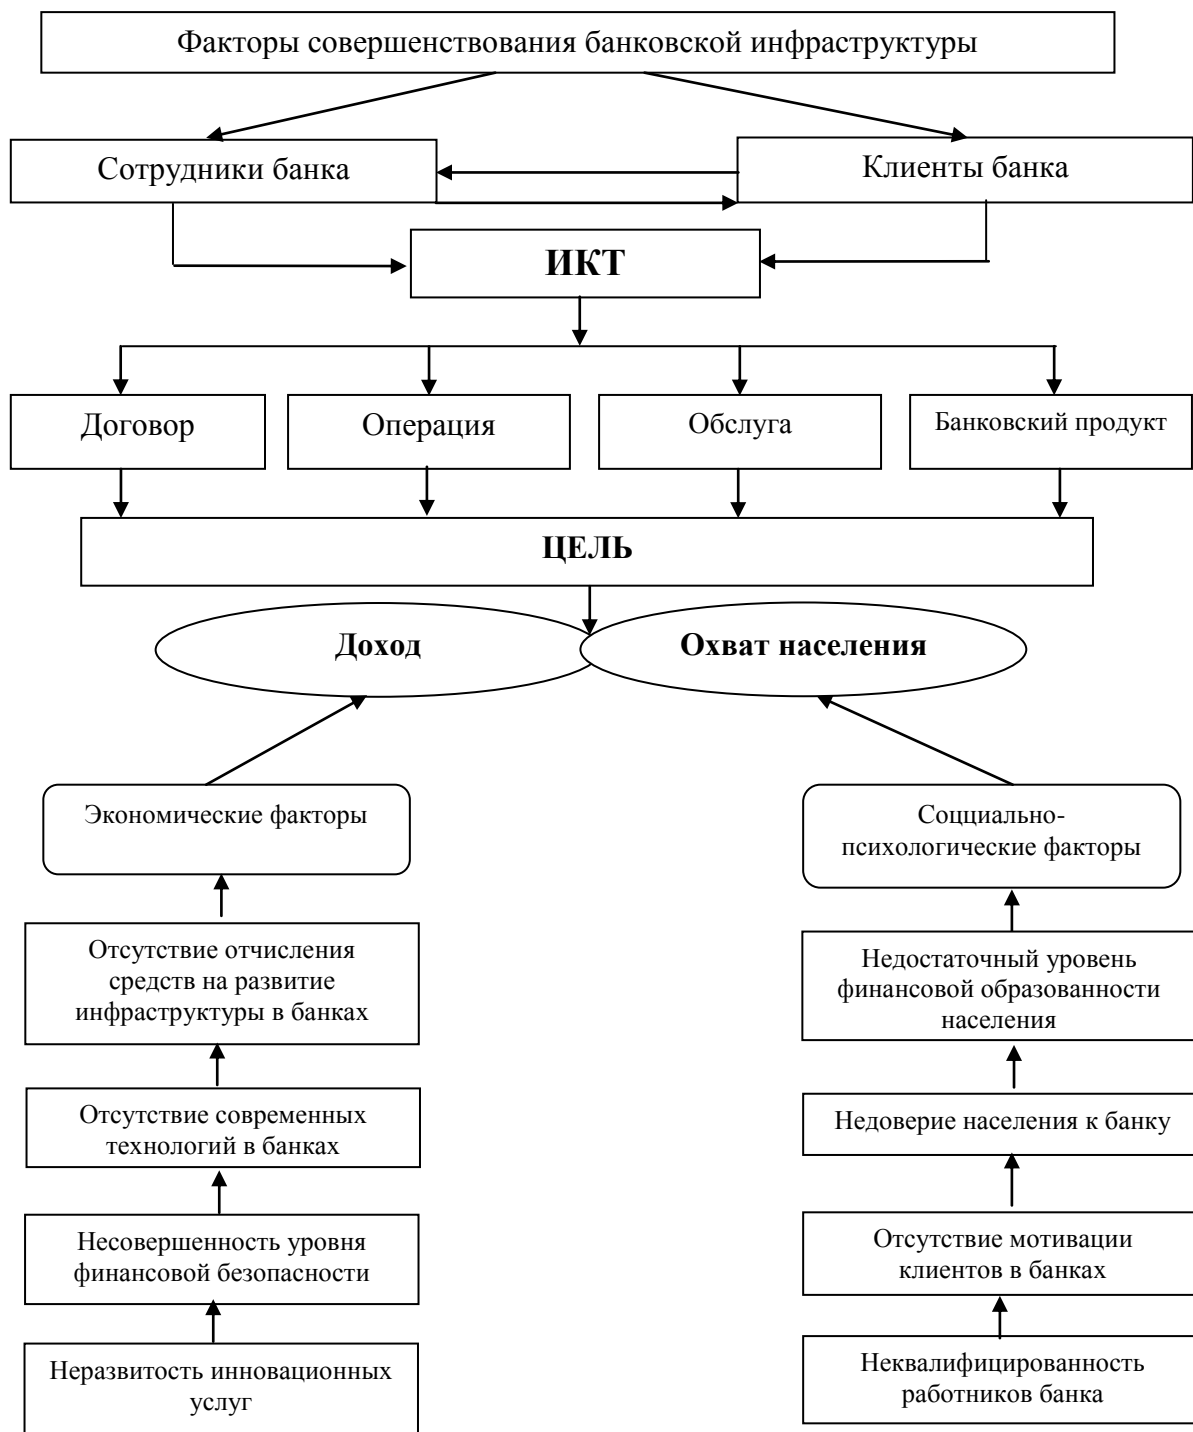 Факторы совершенствования банковской инфраструктуры
Сотрудники банка
Клиенты банка
ИКТ
Договор
Операция
Обслуга
Банковский продукт
ЦЕЛЬ
Доход
Охват населения
Экономические факторы
Соцциально-
психологические факторы
Отсутствие отчисления
средств на развитие
инфраструктуры в банках
Недостаточный уровень
финансовой образованности
населения
Отсутствие современных
технологий в банках
Недоверие населения к банку
Несовершенность уровня
финансовой безопасности
Отсутствие мотивации
клиентов в банках
Неразвитость инновационных
услуг
Неквалифицированность
работников банка